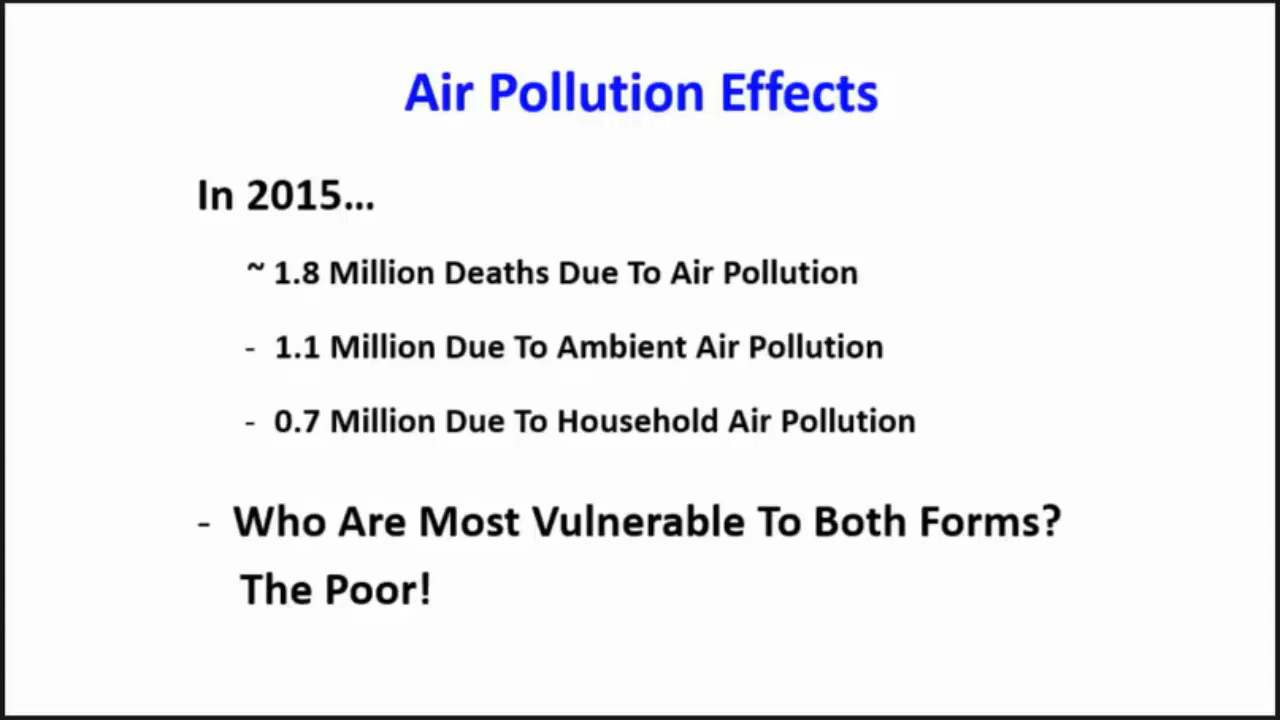 Air Pollution Effects
In 2015...
~ 1.8 Million Deaths Due To Air Pollution
- 1.1 Million Due To Ambient Air Pollution
- 0.7 Million Due To Household Air Pollution
- Who Are Most Vulnerable To Both Forms?
The Poor!